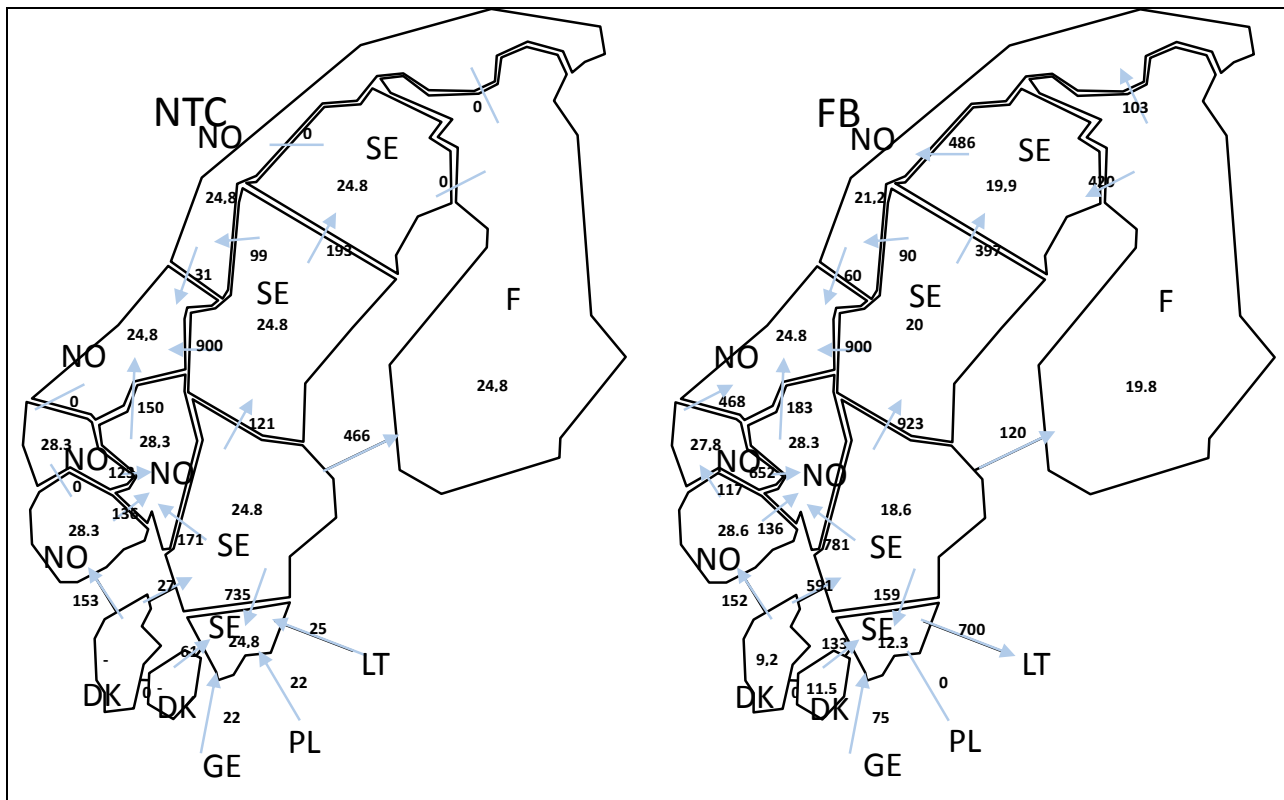 NTC
NO
0
0
SE
24.8
0
24,8
193
99
31
SE
24.8
F
24,8
900
24,8
NO
0
150
121
466
28.3
28,3
NO
123
NO
0
136
24.8
28.3
171
SE
NO
153
27
735
SE
24,8
25
61
LT
-
DK
0
-
DK
22
22
PL
GE
FB
NO
103
486
SE
19,9
420
21,2
397
90
60
SE
20
F
19.8
900
24.8
NO
468
183
923
120
27,8
28.3
NO
652
NO
117
136
18,6
28.6
781
SE
NO
152
591
159
SE
12.3
700
133
LT
9,2
DK
0
11.5
DK
0
75
PL
GE